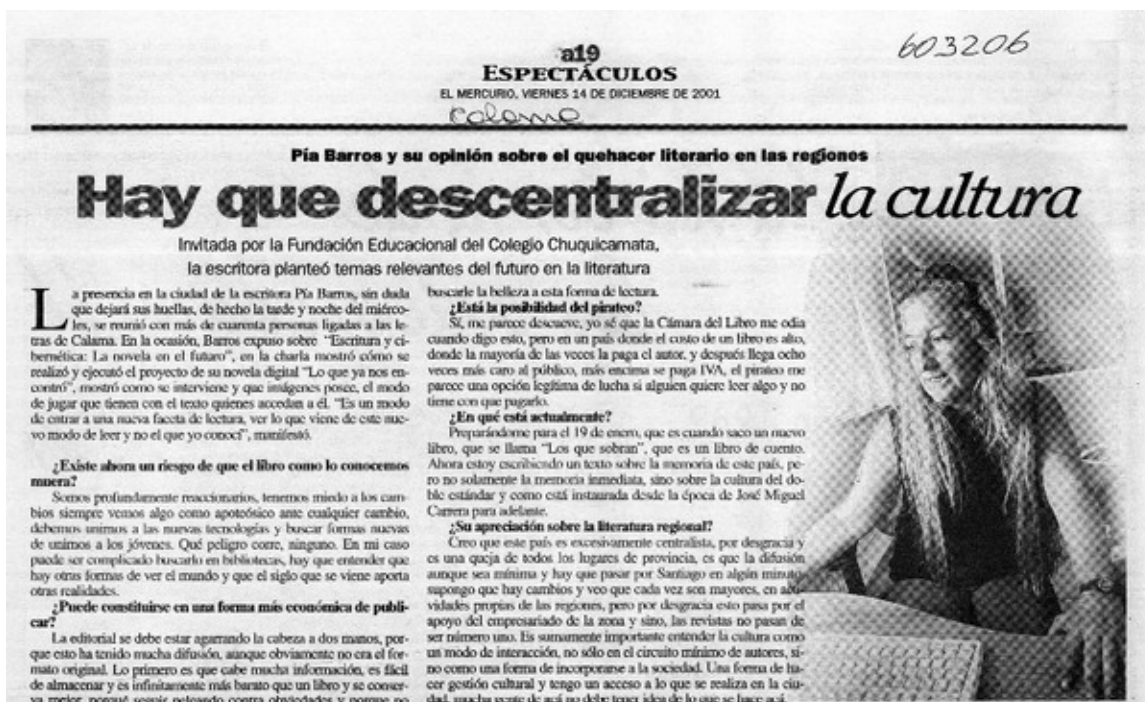 603206
a19
ESPECTÁCULOS
EL MERCURIO, VIERNES 14 DE DICIEMBRE DE 2001
Calama
Pía Barros y su opinión sobre el quehacer literario en las regiones
Hay que descentralizar la cultura
Invitada por la Fundación Educacional del Colegio Chuquicamata,
la escritora planteó temas relevantes del futuro en la literatura
La presencia en la ciudad de la escritora Pía Barros, sin duda
que dejará sus huellas, de hecho la tarde y noche del miérco-
les, se reunió con más de cuarenta personas ligadas a las le-
tras de Calama. En la ocasión, Barros expuso sobre "Escritura y ci-
bernética: La novela en el futuro", en la charla mostró cómo se
realizó y ejecutó el proyecto de su novela digital "Lo que ya nos en-
contró", mostró como se interviene y que imágenes posee, el modo
de jugar que tienen con el texto quienes accedan a él. "Es un modo
de entrar a una nueva faceta de lectura, ver lo que viene de este nue-
vo modo de leer y no el que yo conocí", manifestó.
¿Existe ahora un riesgo de que el libro como lo conocemos
muera?
Somos profundamente reaccionarios, tenemos miedo a los cam-
bios siempre vemos algo como apoteósico ante cualquier cambio,
debemos unirnos a las nuevas tecnologías y buscar formas nuevas
de unirnos a los jóvenes. Qué peligro corre, ninguno. En mi caso
puede ser complicado buscarlo en bibliotecas, hay que entender que
hay otras formas de ver el mundo y que el siglo que se viene aporta
otras realidades.
¿Puede constituirse en una forma más económica de publi-
car?
La editorial se debe estar agarrando la cabeza a dos manos, por-
que esto ha tenido mucha difusión, aunque obviamente no era el for-
mato original. Lo primero es que cabe mucha información, es fácil
de almacenar y es infinitamente más barato que un libro y se conser-
va mejor, porqué seguir peleando contra obviedades y porque no
buscarle la belleza a esta forma de lectura.
¿Está la posibilidad del pirateo?
Sí, me parece descueve, yo sé que la Cámara del Libro me odia
cuando digo esto, pero en un país donde el costo de un libro es alto,
donde la mayoría de las veces la paga el autor, y después llega ocho
veces más caro al público, más encima se paga IVA, el pirateo me
parece una opción legítima de lucha si alguien quiere leer algo y no
tiene con que pagarlo.
¿En qué está actualmente?
Preparándome para el 19 de enero, que es cuando saco un nuevo
libro, que se llama "Los que sobran", que es un libro de cuento.
Ahora estoy escribiendo un texto sobre la memoria de este país, pe-
ro no solamente la memoria inmediata, sino sobre la cultura del do-
ble estándar y como está instaurada desde la época de José Miguel
Carrera para adelante.
¿Su apreciación sobre la literatura regional?
Creo que este país es excesivamente centralista, por desgracia y
es una queja de todos los lugares de provincia, es que la difusión
aunque sea mínima y hay que pasar por Santiago en algún minuto,
supongo que hay cambios y veo que cada vez son mayores, en acti-
vidades propias de las regiones, pero por desgracia esto pasa por el
apoyo del empresariado de la zona y sino, las revistas no pasan de
ser número uno. Es sumamente importante entender la cultura como
un modo de interacción, no sólo en el circuito mínimo de autores, si-
no como una forma de incorporarse a la sociedad. Una forma de ha-
cer gestión cultural y tengo un acceso a lo que se realiza en la ciu-
dad, mucha gente de acá no debe tener idea de lo que se hace acá.